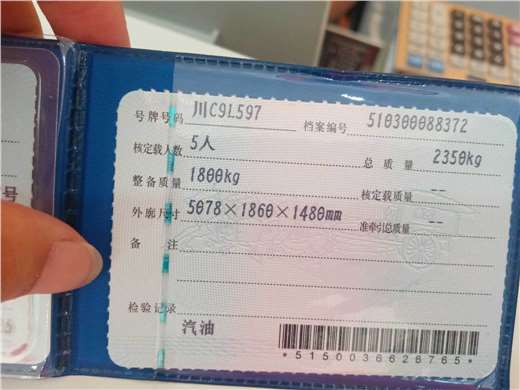 号牌号码 川C9L597 档案编号 510300088372
核定载人数 5人 总质量 2350kg
整备质量 1800kg 核定载质量 --
外廓尺寸 5078×1860×1480mm 准牵引总质量 --
备注
检验记录
汽油
*5150036626765*
号